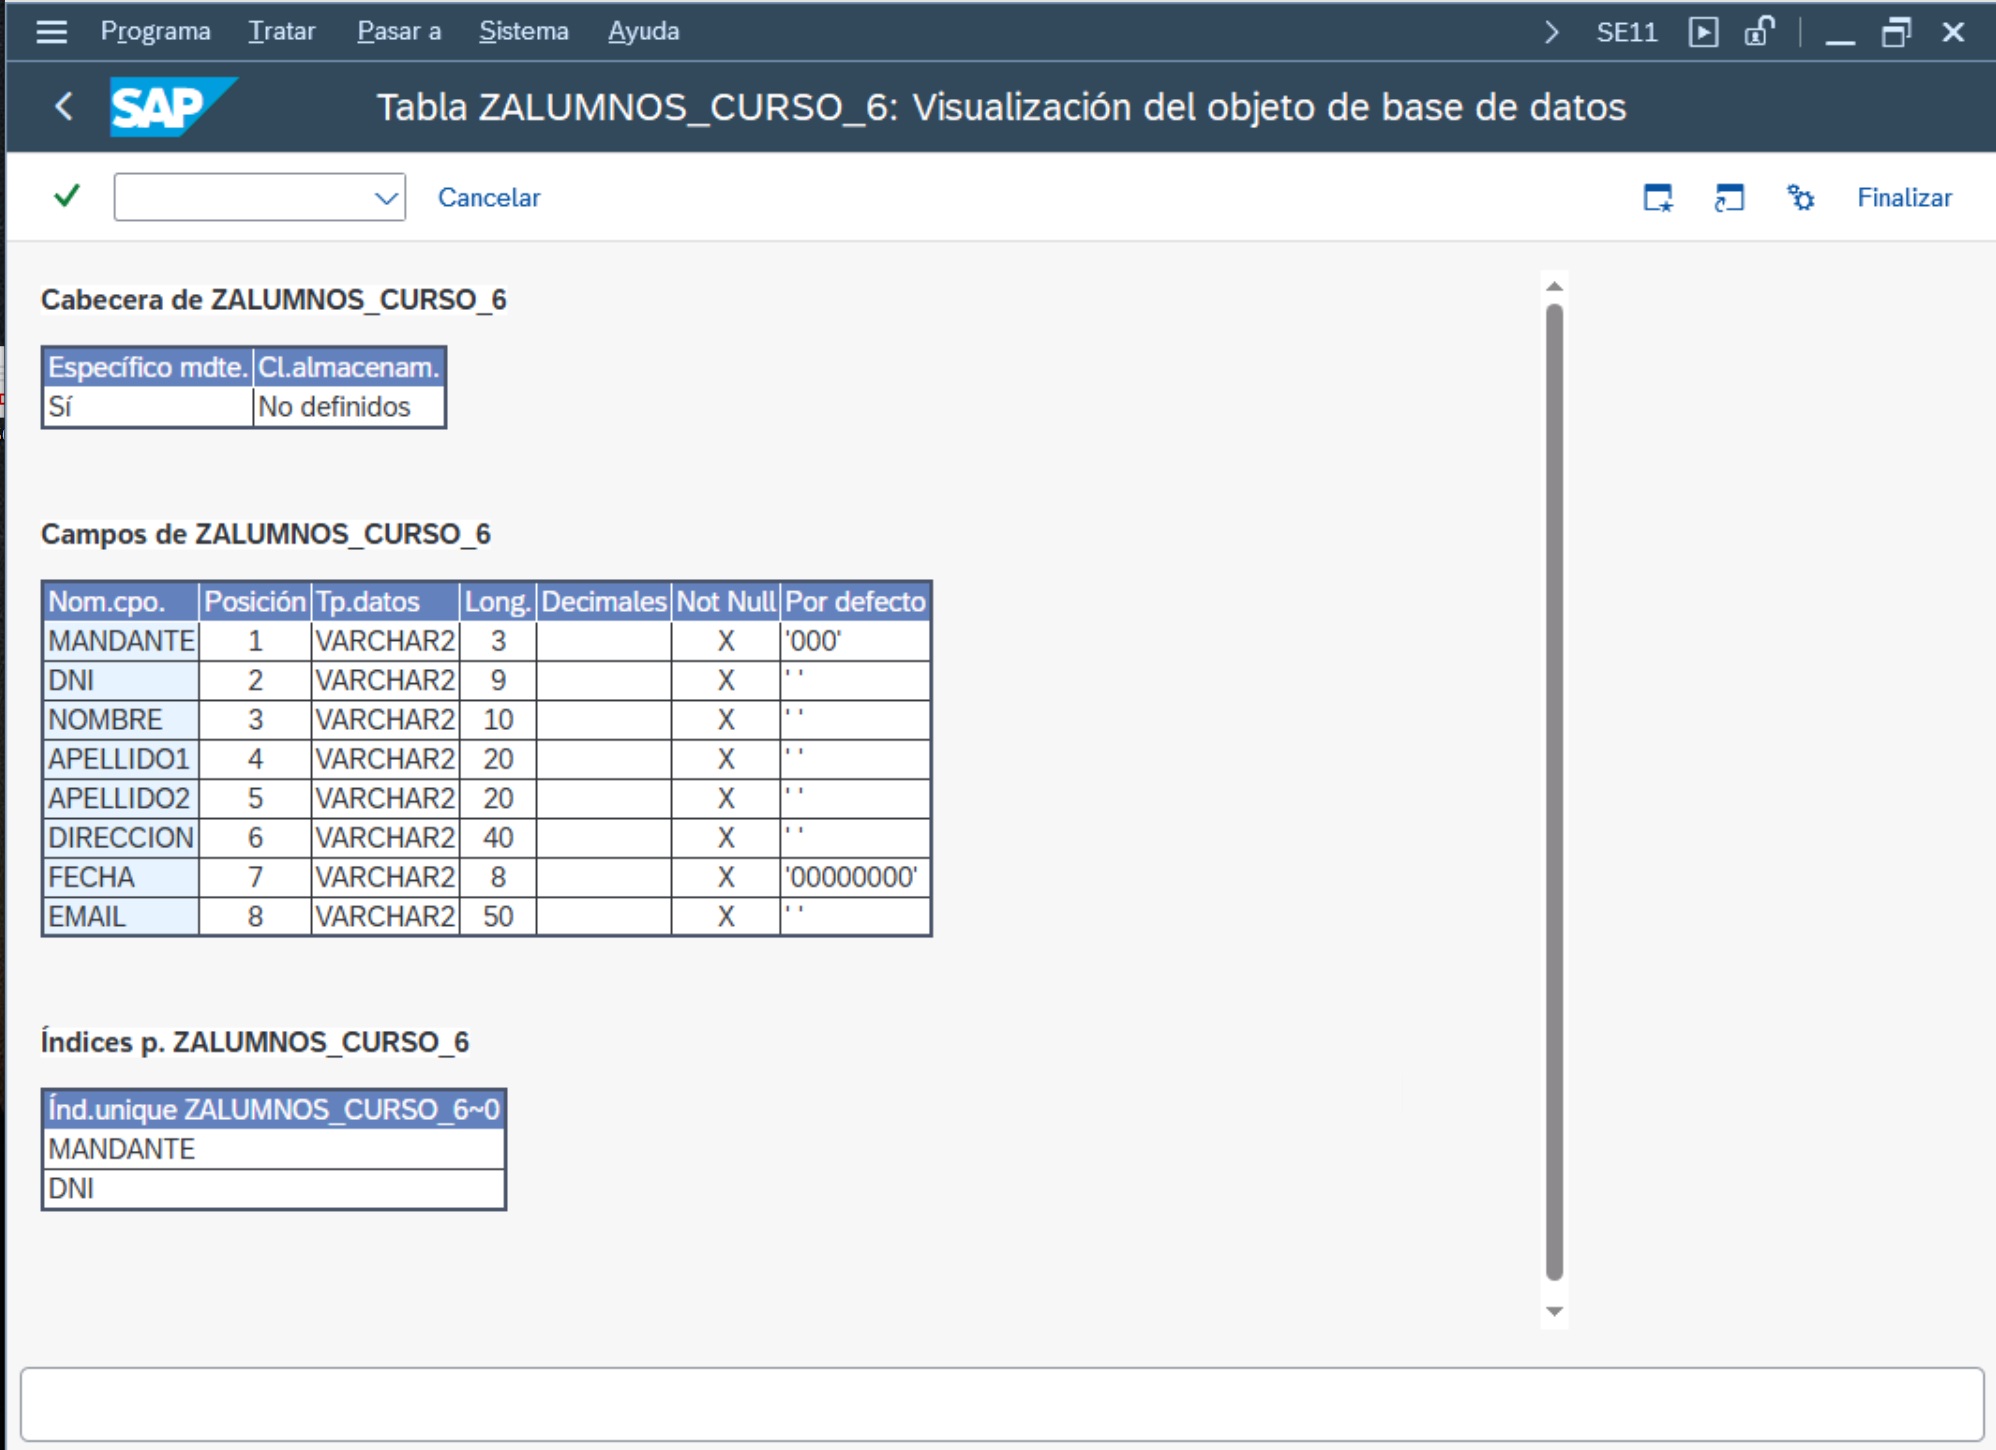 Programa Tratar Pasar a Sistema Ayuda SE11
SAP Tabla ZALUMNOS_CURSO_6: Visualización del objeto de base de datos
Cancelar Finalizar
Cabecera de ZALUMNOS_CURSO_6
Específico mdte. Cl.almacenam.
Sí No definidos
Campos de ZALUMNOS_CURSO_6
Nom.cpo. Posición Tp.datos Long. Decimales Not Null Por defecto
MANDANTE 1 VARCHAR2 3 X '000'
DNI 2 VARCHAR2 9 X ' '
NOMBRE 3 VARCHAR2 10 X ' '
APELLIDO1 4 VARCHAR2 20 X ' '
APELLIDO2 5 VARCHAR2 20 X ' '
DIRECCION 6 VARCHAR2 40 X ' '
FECHA 7 VARCHAR2 8 X '00000000'
EMAIL 8 VARCHAR2 50 X ' '
Índices p. ZALUMNOS_CURSO_6
Índ.unique ZALUMNOS_CURSO_6~0
MANDANTE
DNI